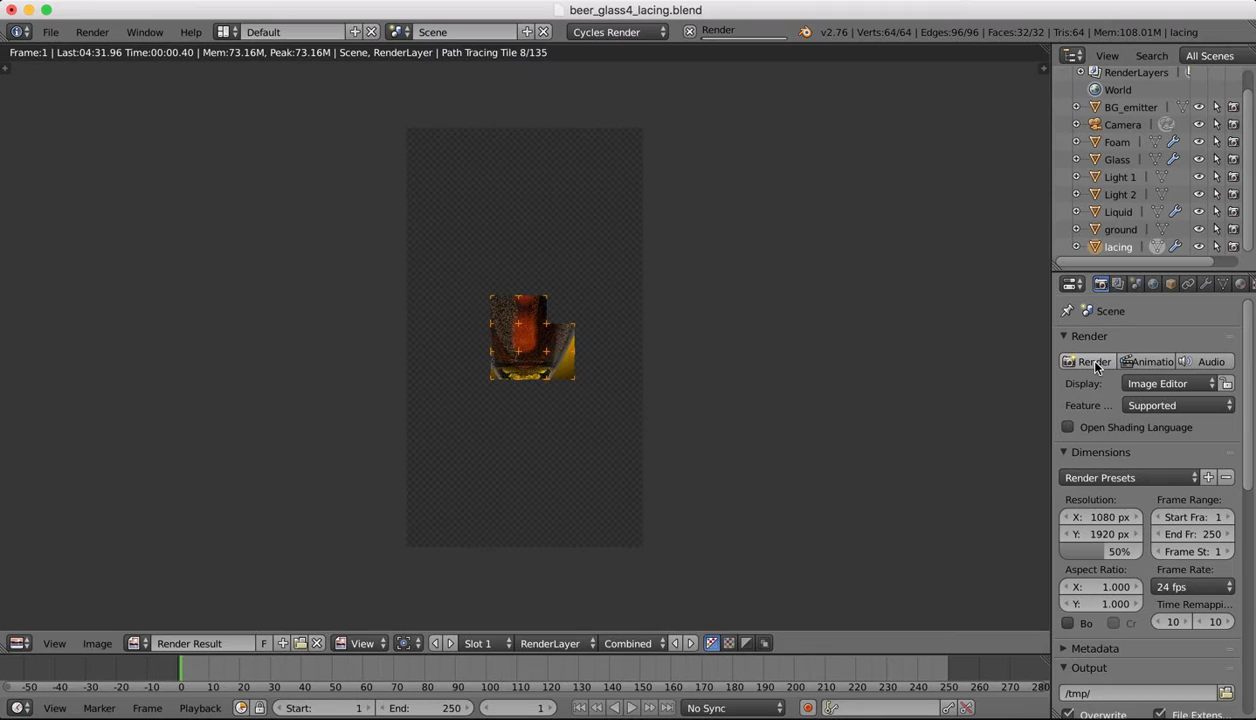 beer_glass4_lacing.blend
File Render Window Help Default Scene Cycles Render Render v2.76 | Verts:64/64 | Edges:96/96 | Faces:32/32 | Tris:64 | Mem:108.01M | lacing
Frame:1 | Last:04:31.96 Time:00:00.40 | Mem:73.16M, Peak:73.16M | Scene, RenderLayer | Path Tracing Tile 8/135
View Search All Scenes
RenderLayers
World
BG_emitter
Camera
Foam
Glass
Light 1
Light 2
Liquid
ground
lacing
Scene
Render
Render Animatio Audio
Display: Image Editor
Feature ... Supported
Open Shading Language
Dimensions
Render Presets
Resolution: Frame Range:
X: 1080 px Start Fra: 1
Y: 1920 px End Fr: 250
50% Frame St: 1
Aspect Ratio: Frame Rate:
X: 1.000 24 fps
Y: 1.000 Time Remappi...
Bo Cr 10 10
Metadata
Output
/tmp/
Overwrite File Exten
View Image Render Result F View Slot 1 RenderLayer Combined
-50 -40 -30 -20 -10 0 10 20 30 40 50 60 70 80 90 100 110 120 130 140 150 160 170 180 190 200 210 220 230 240 250 260 270 280
View Marker Frame Playback Start: 1 End: 250 1 No Sync